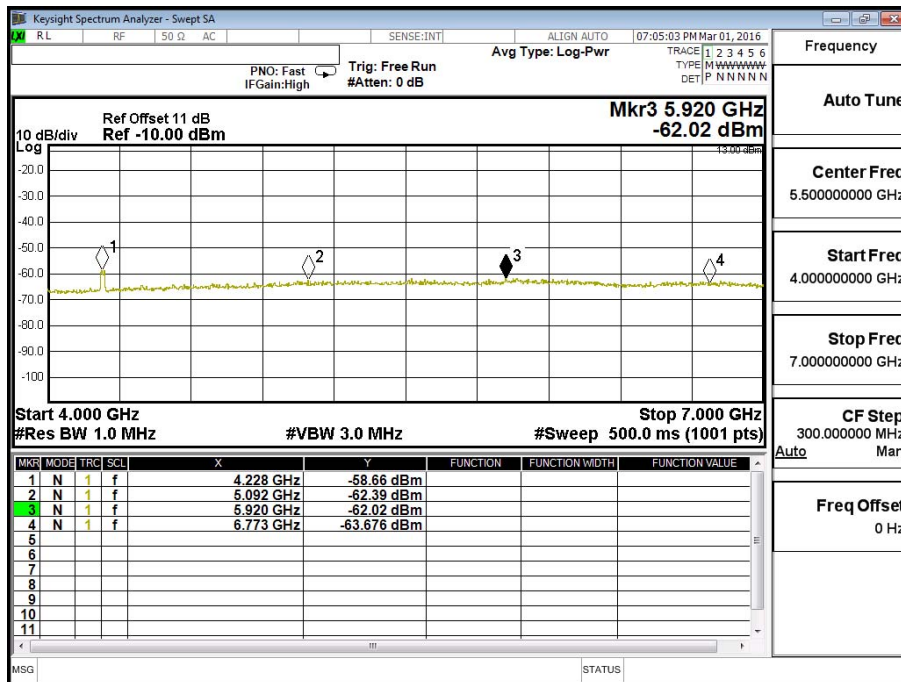 Keysight Spectrum Analyzer - Swept SA
LXI RL RF 50 Ω AC SENSE:INT ALIGN AUTO 07:05:03 PM Mar 01, 2016
Avg Type: Log-Pwr
TRACE 1 2 3 4 5 6
TYPE M WWWWW
DET P N N N N N
PNO: Fast
IFGain:High
Trig: Free Run
#Atten: 0 dB
Frequency
Auto Tune
Center Freq
5.500000000 GHz
Start Freq
4.000000000 GHz
Stop Freq
7.000000000 GHz
CF Step
300.000000 MHz
Auto Man
Freq Offset
0 Hz
Mkr3 5.920 GHz
-62.02 dBm
Ref Offset 11 dB
10 dB/div Ref -10.00 dBm
Log
-13.00 dBm
-20.0
-30.0
-40.0
-50.0
-60.0
-70.0
-80.0
-90.0
-100
1
2
3
4
Start 4.000 GHz Stop 7.000 GHz
#Res BW 1.0 MHz #VBW 3.0 MHz #Sweep 500.0 ms (1001 pts)
MKR MODE TRC SCL X Y FUNCTION FUNCTION WIDTH FUNCTION VALUE
1 N 1 f 4.228 GHz -58.66 dBm
2 N 1 f 5.092 GHz -62.39 dBm
3 N 1 f 5.920 GHz -62.02 dBm
4 N 1 f 6.773 GHz -63.676 dBm
5
6
7
8
9
10
11
MSG STATUS